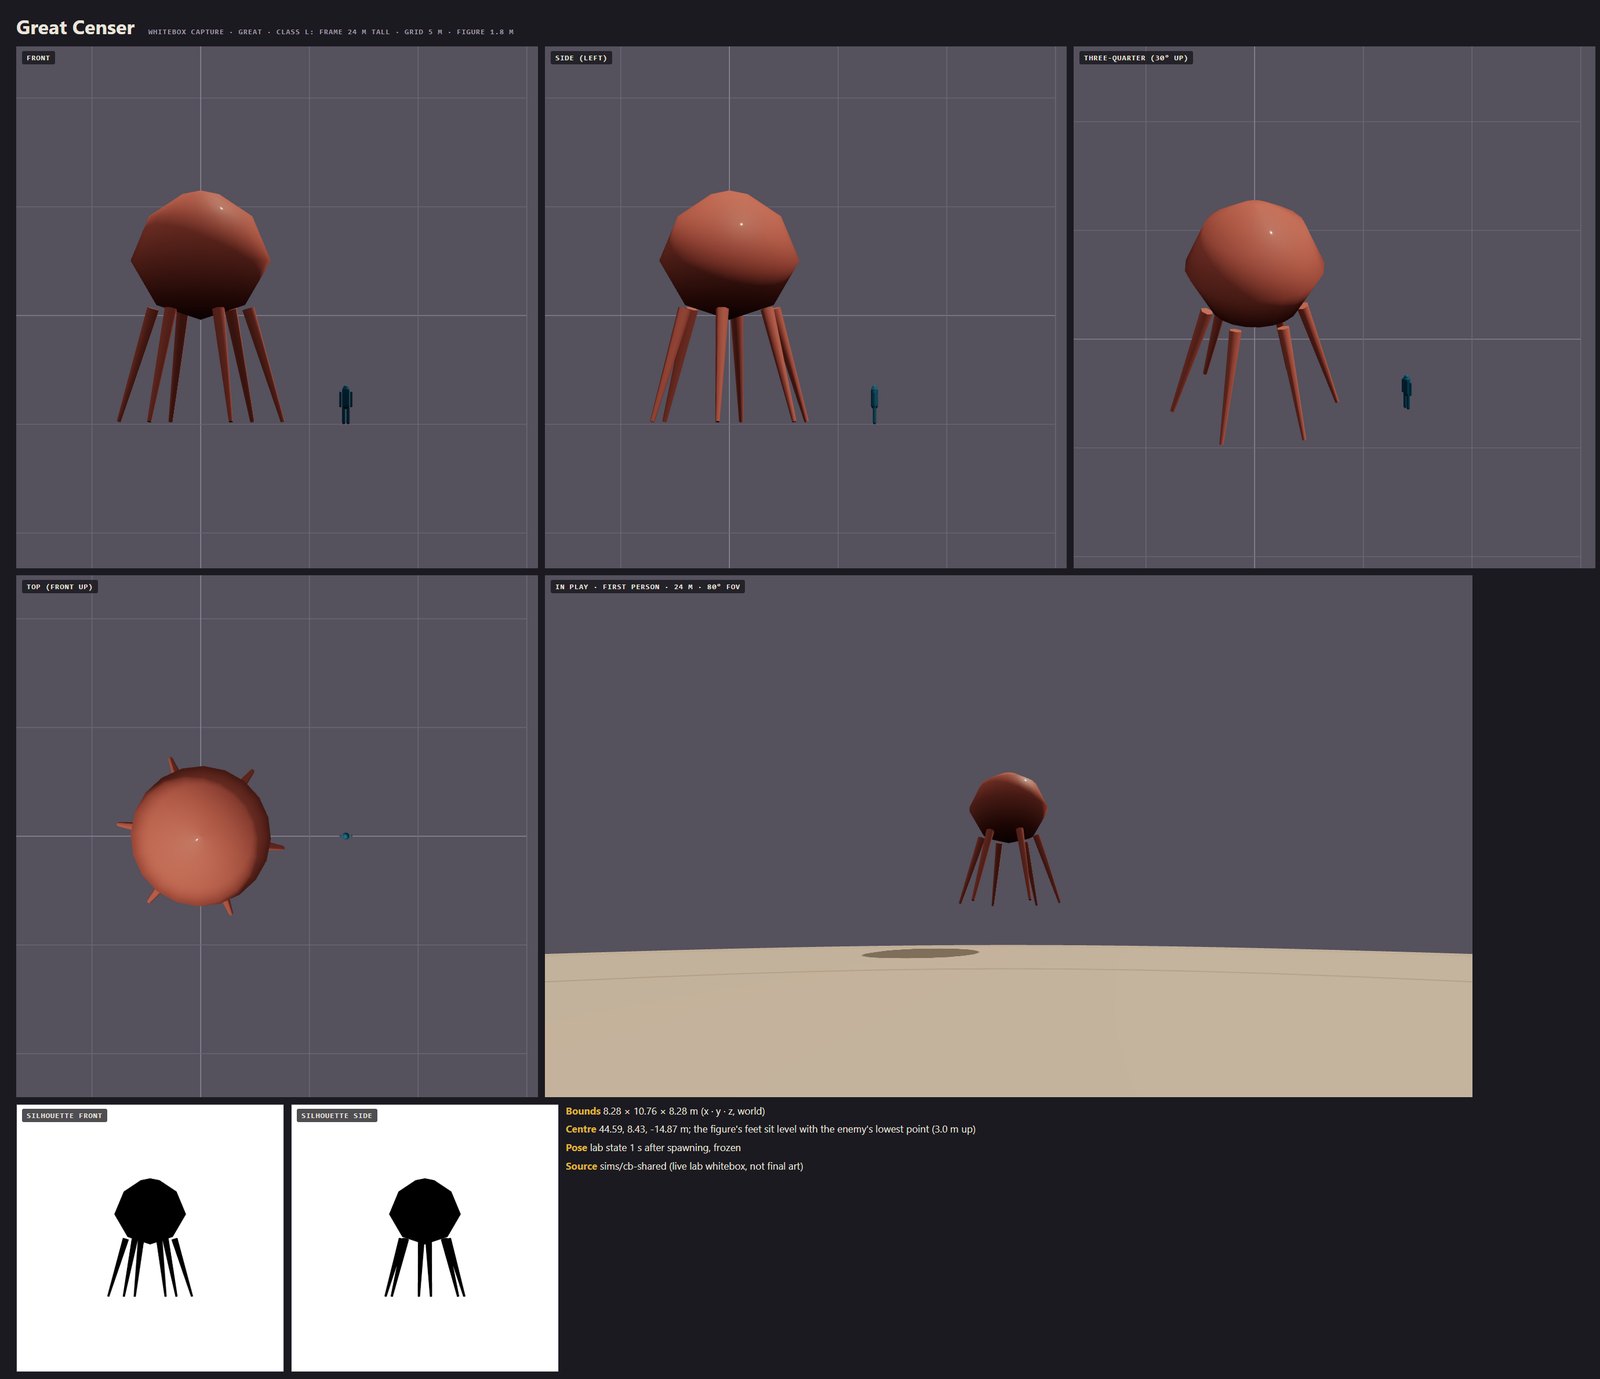 Great Censer
WHITEBOX CAPTURE · GREAT · CLASS L: FRAME 24 M TALL · GRID 5 M · FIGURE 1.8 M
FRONT
SIDE (LEFT)
THREE-QUARTER (30° UP)
TOP (FRONT UP)
IN PLAY · FIRST PERSON · 24 M · 80° FOV
SILHOUETTE FRONT
SILHOUETTE SIDE
Bounds 8.28 × 10.76 × 8.28 m (x · y · z, world)
Centre 44.59, 8.43, -14.87 m; the figure's feet sit level with the enemy's lowest point (3.0 m up)
Pose lab state 1 s after spawning, frozen
Source sims/cb-shared (live lab whitebox, not final art)